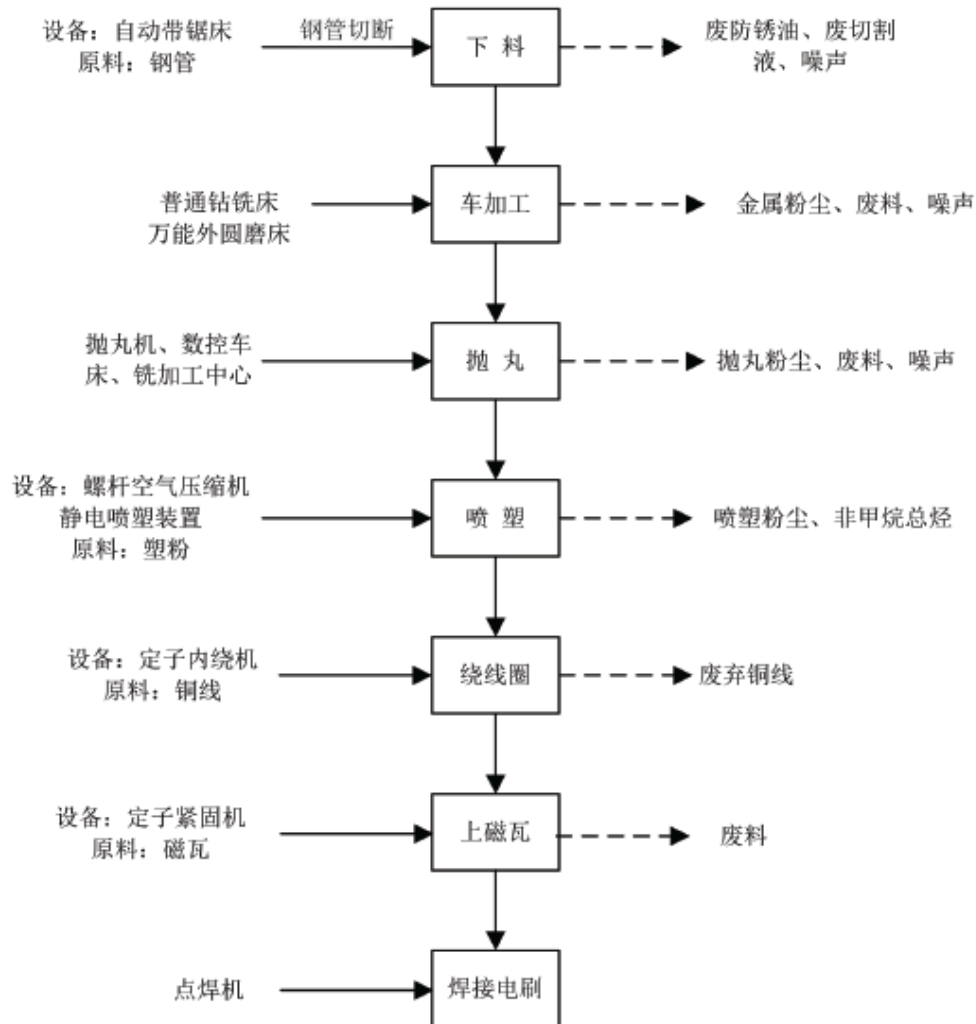 设备：自动带锯床
原料：钢管
钢管切断
下 料
废防锈油、废切割
液、噪声
普通钻铣床
万能外圆磨床
车加工
金属粉尘、废料、噪声
抛丸机、数控车
床、铣加工中心
抛 丸
抛丸粉尘、废料、噪声
设备：螺杆空气压缩机
静电喷塑装置
原料：塑粉
喷 塑
喷塑粉尘、非甲烷总烃
设备：定子内绕机
原料：铜线
绕线圈
废弃铜线
设备：定子紧固机
原料：磁瓦
上磁瓦
废料
点焊机
焊接电刷